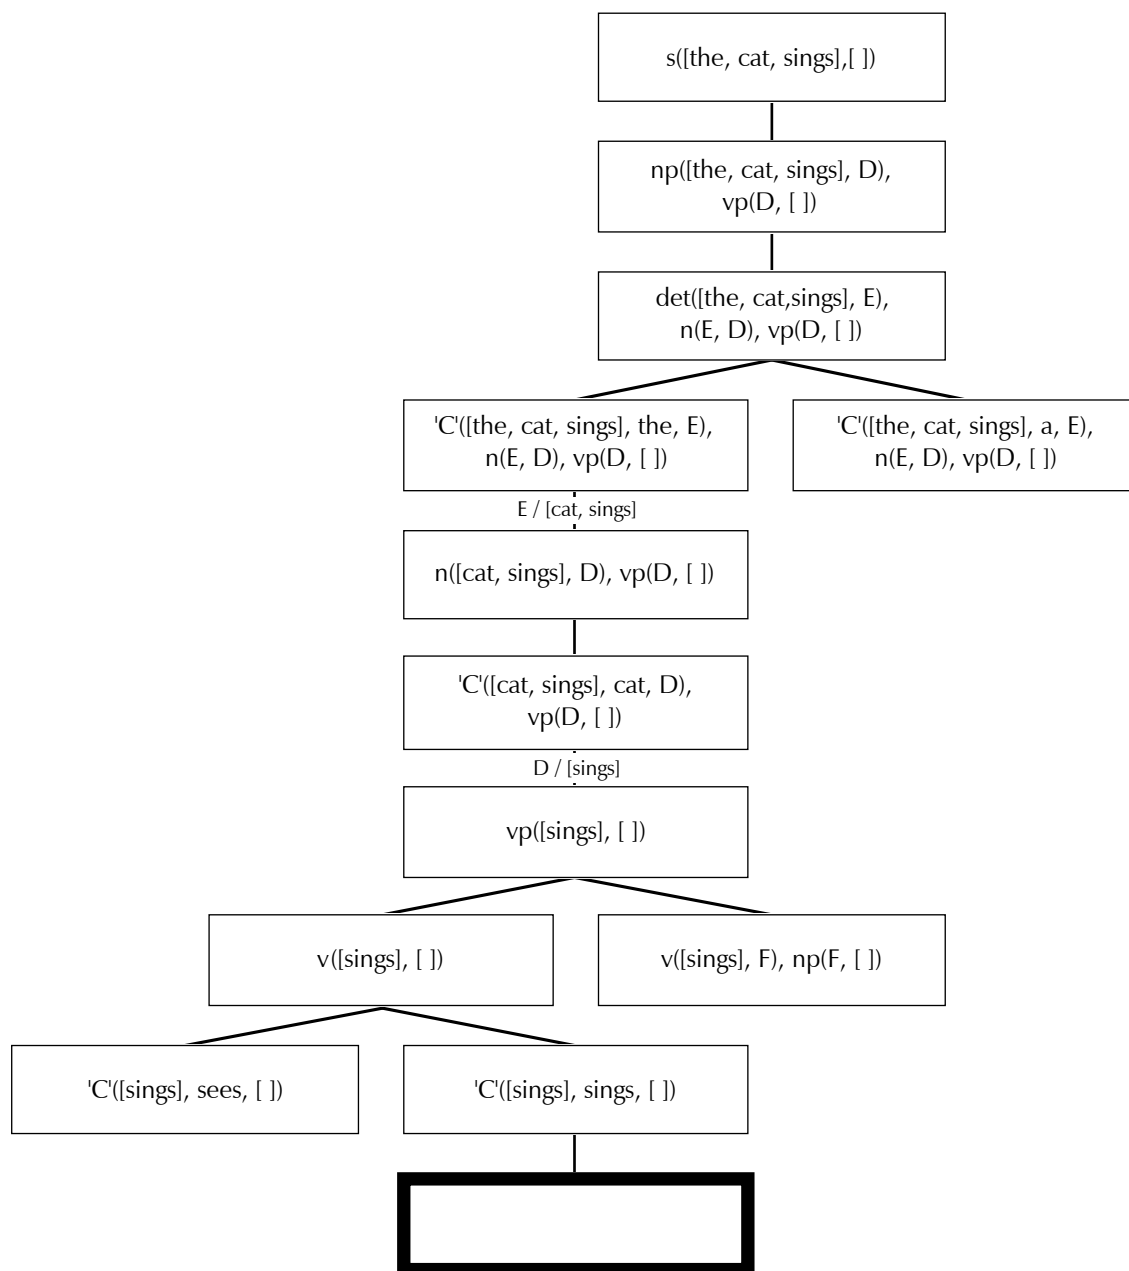 s([the, cat, sings],[ ])
np([the, cat, sings], D),
vp(D, [ ])
det([the, cat,sings], E),
n(E, D), vp(D, [ ])
'C'([the, cat, sings], the, E),
n(E, D), vp(D, [ ])
'C'([the, cat, sings], a, E),
n(E, D), vp(D, [ ])
E / [cat, sings]
n([cat, sings], D), vp(D, [ ])
'C'([cat, sings], cat, D),
vp(D, [ ])
D / [sings]
vp([sings], [ ])
v([sings], [ ])
v([sings], F), np(F, [ ])
'C'([sings], sees, [ ])
'C'([sings], sings, [ ])